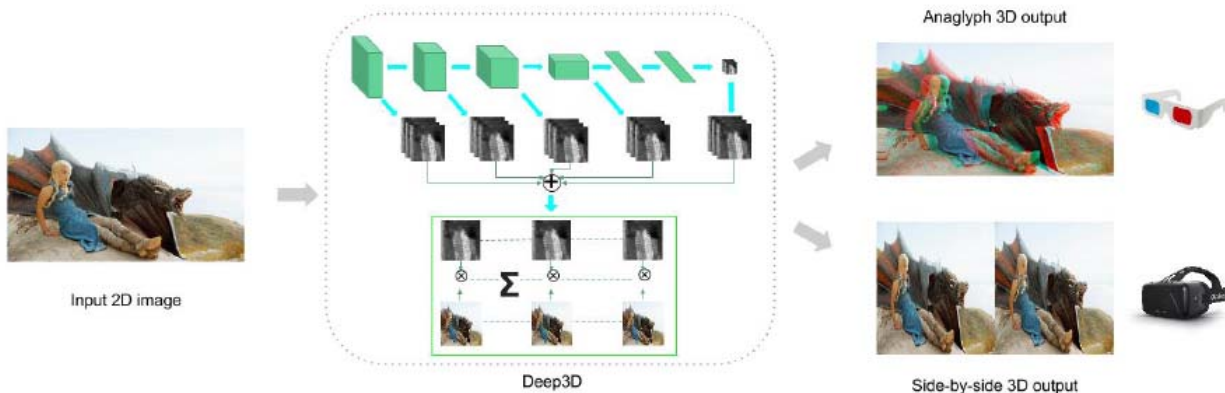 Anaglyph 3D output
Input 2D image
+
⊗ Σ ⊗ ⊗
Deep3D
Side-by-side 3D output